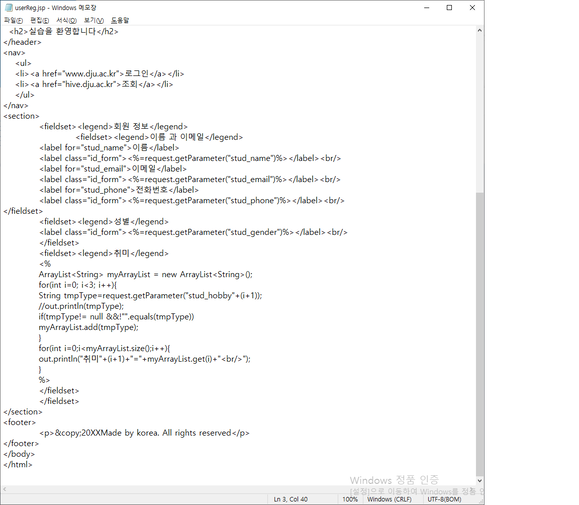 userReg.jsp - Windows 메모장
파일(F) 편집(E) 서식(O) 보기(V) 도움말
<h2>실습을 환영합니다</h2>
</header>
<nav>
<ul>
<li><a href="www.dju.ac.kr">로그인</a></li>
<li><a href="hive.dju.ac.kr">조회</a></li>
</ul>
</nav>
<section>
<fieldset><legend>회원 정보</legend>
<fieldset><legend>이름 과 이메일</legend>
<label for="stud_name">이름</label>
<label class="id_form"><%=request.getParameter("stud_name")%></label><br/>
<label for="stud_email">이메일</label>
<label class="id_form"><%=request.getParameter("stud_email")%></label><br/>
<label for="stud_phone">전화번호</label>
<label class="id_form"><%=request.getParameter("stud_phone")%></label><br/>
</fieldset>
<fieldset><legend>성별</legend>
<label class="id_form"><%=request.getParameter("stud_gender")%></label><br/>
</fieldset>
<fieldset><legend>취미</legend>
<%
ArrayList<String> myArrayList = new ArrayList<String>();
for(int i=0; i<3; i++){
String tmpType=request.getParameter("stud_hobby"+(i+1));
//out.println(tmpType);
if(tmpType!= null &&!"".equals(tmpType))
myArrayList.add(tmpType);
}
for(int i=0;i<myArrayList.size();i++){
out.println("취미"+(i+1)+"="+myArrayList.get(i)+"<br/>");
}
%>
</fieldset>
</fieldset>
</section>
<footer>
<p>&copy;20XXMade by korea. All rights reserved</p>
</footer>
</body>
</html>
Windows 정품 인증
[설정]으로 이동하여 Windows를 정품 인
Ln 3, Col 40 100% Windows (CRLF) UTF-8(BOM)